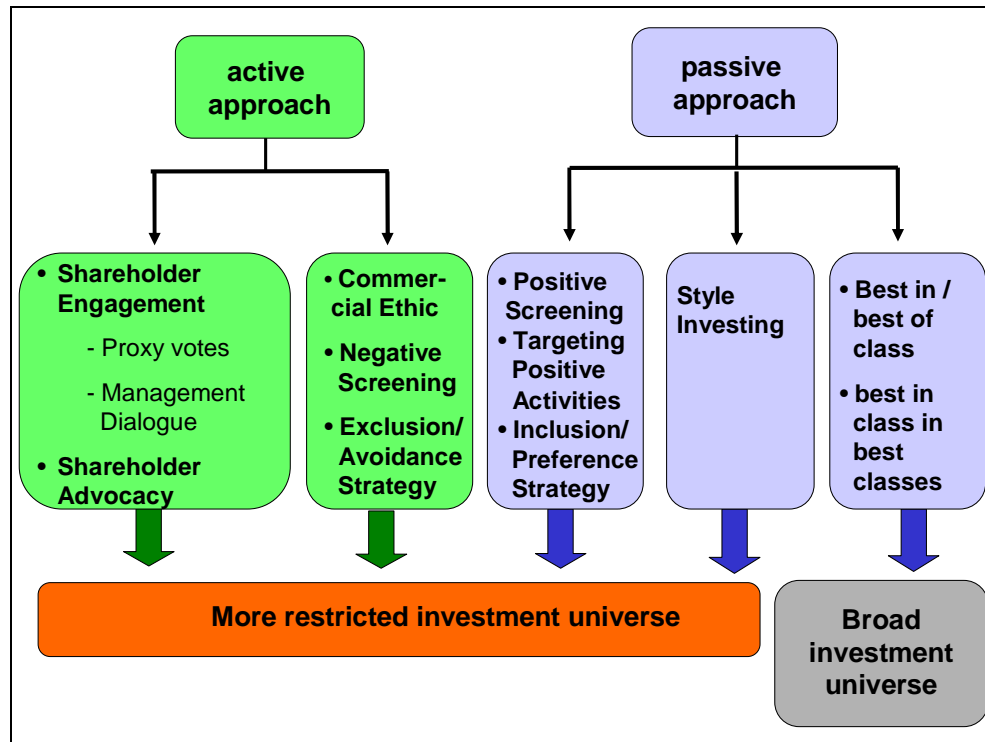 active
approach
passive
approach
• Shareholder
Engagement
- Proxy votes
- Management
Dialogue
• Shareholder
Advocacy
• Commer-
cial Ethic
• Negative
Screening
• Exclusion/
Avoidance
Strategy
• Positive
Screening
• Targeting
Positive
Activities
• Inclusion/
Preference
Strategy
Style
Investing
• Best in /
best of
class
• best in
class in
best
classes
More restricted investment universe
Broad
investment
universe